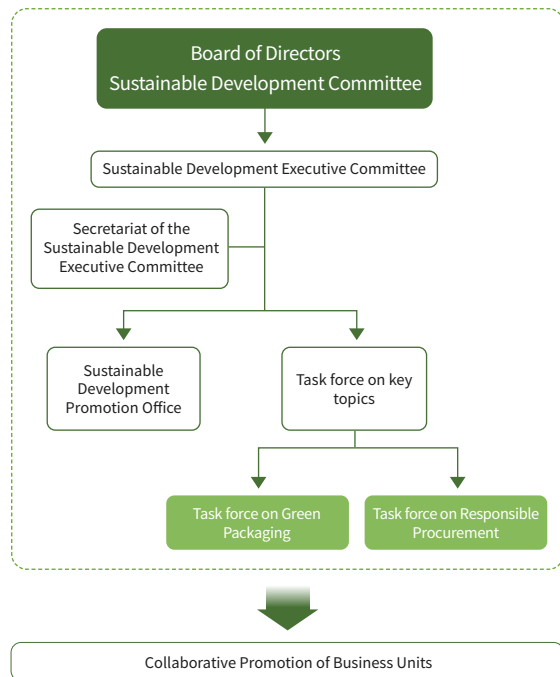 Board of Directors
Sustainable Development Committee
Sustainable Development Executive Committee
Secretariat of the
Sustainable Development
Executive Committee
Sustainable
Development
Promotion Office
Task force on key
topics
Task force on Green
Packaging
Task force on Responsible
Procurement
Collaborative Promotion of Business Units